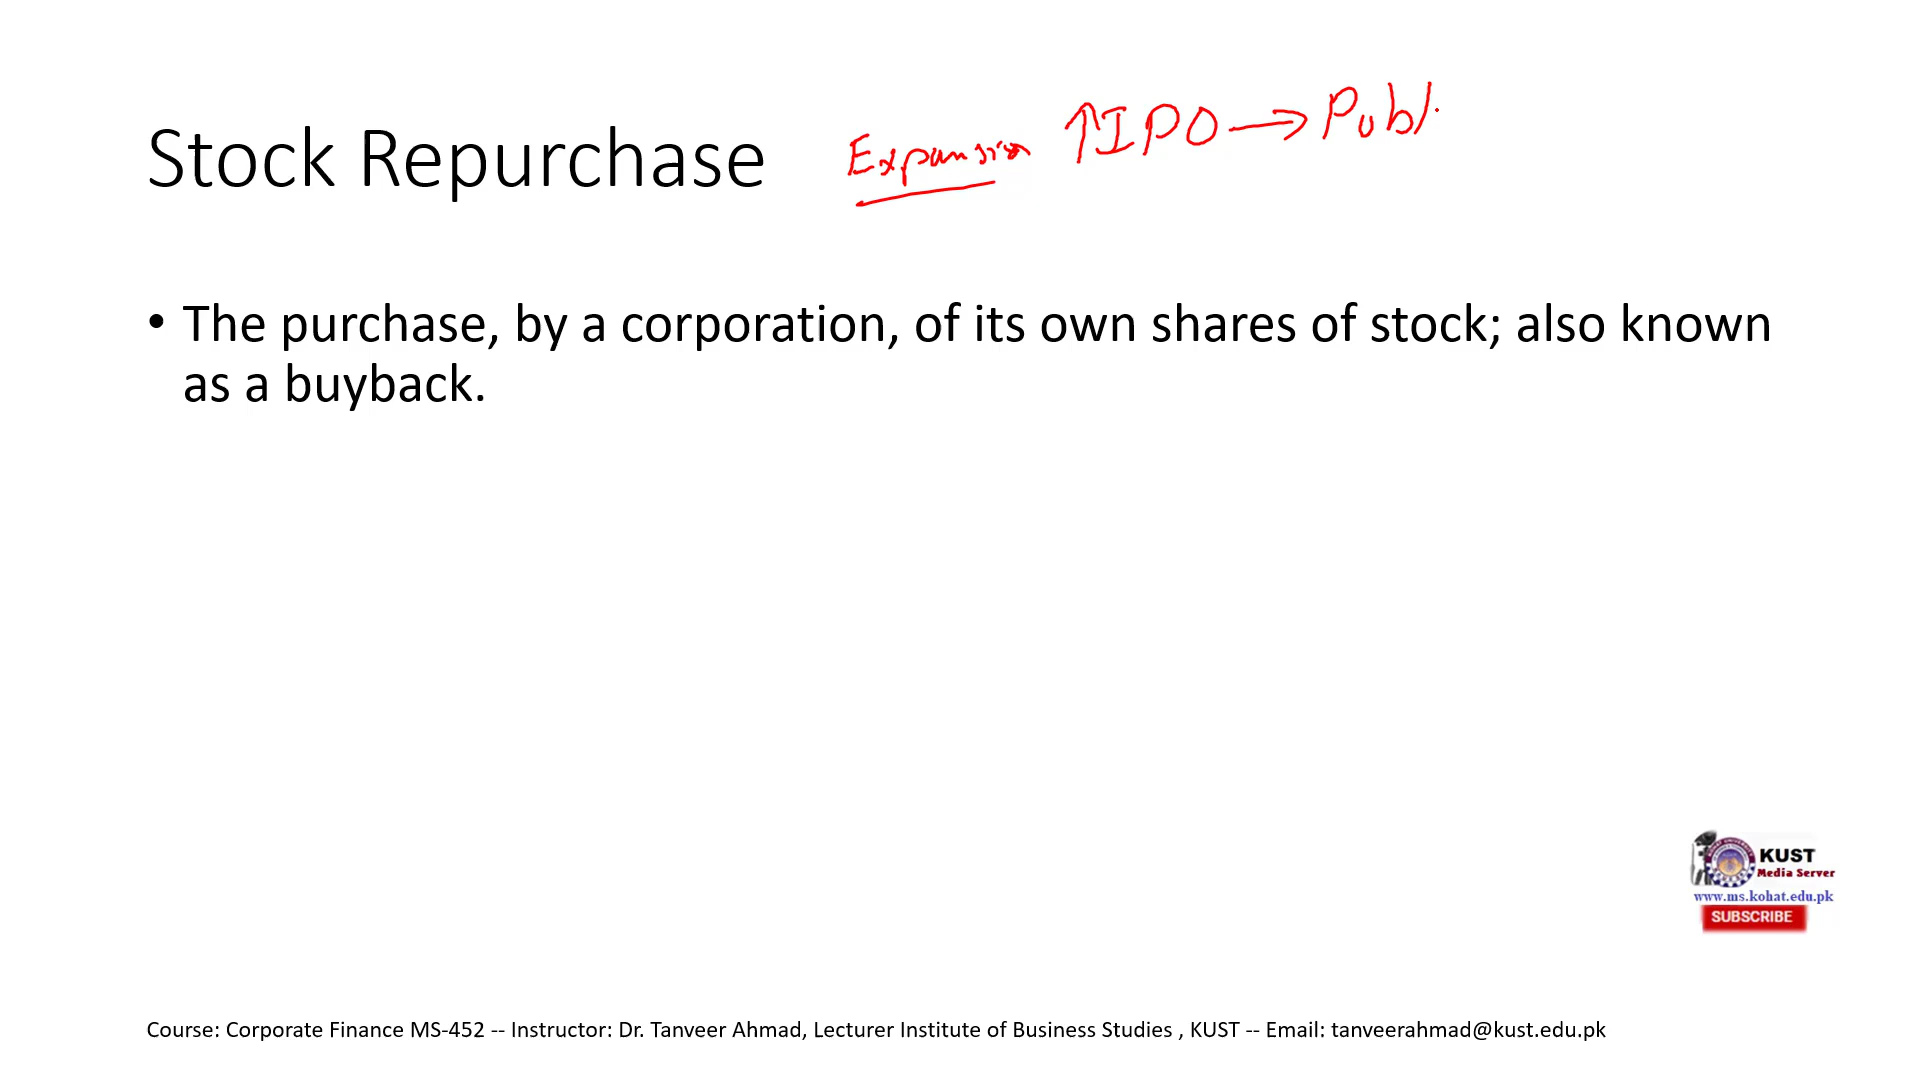 Stock Repurchase
Expansion ↑IPO → Publ.
• The purchase, by a corporation, of its own shares of stock; also known
as a buyback.
KUST
Media Server
www.ms.kohat.edu.pk
SUBSCRIBE
Course: Corporate Finance MS-452 -- Instructor: Dr. Tanveer Ahmad, Lecturer Institute of Business Studies , KUST -- Email: tanveerahmad@kust.edu.pk